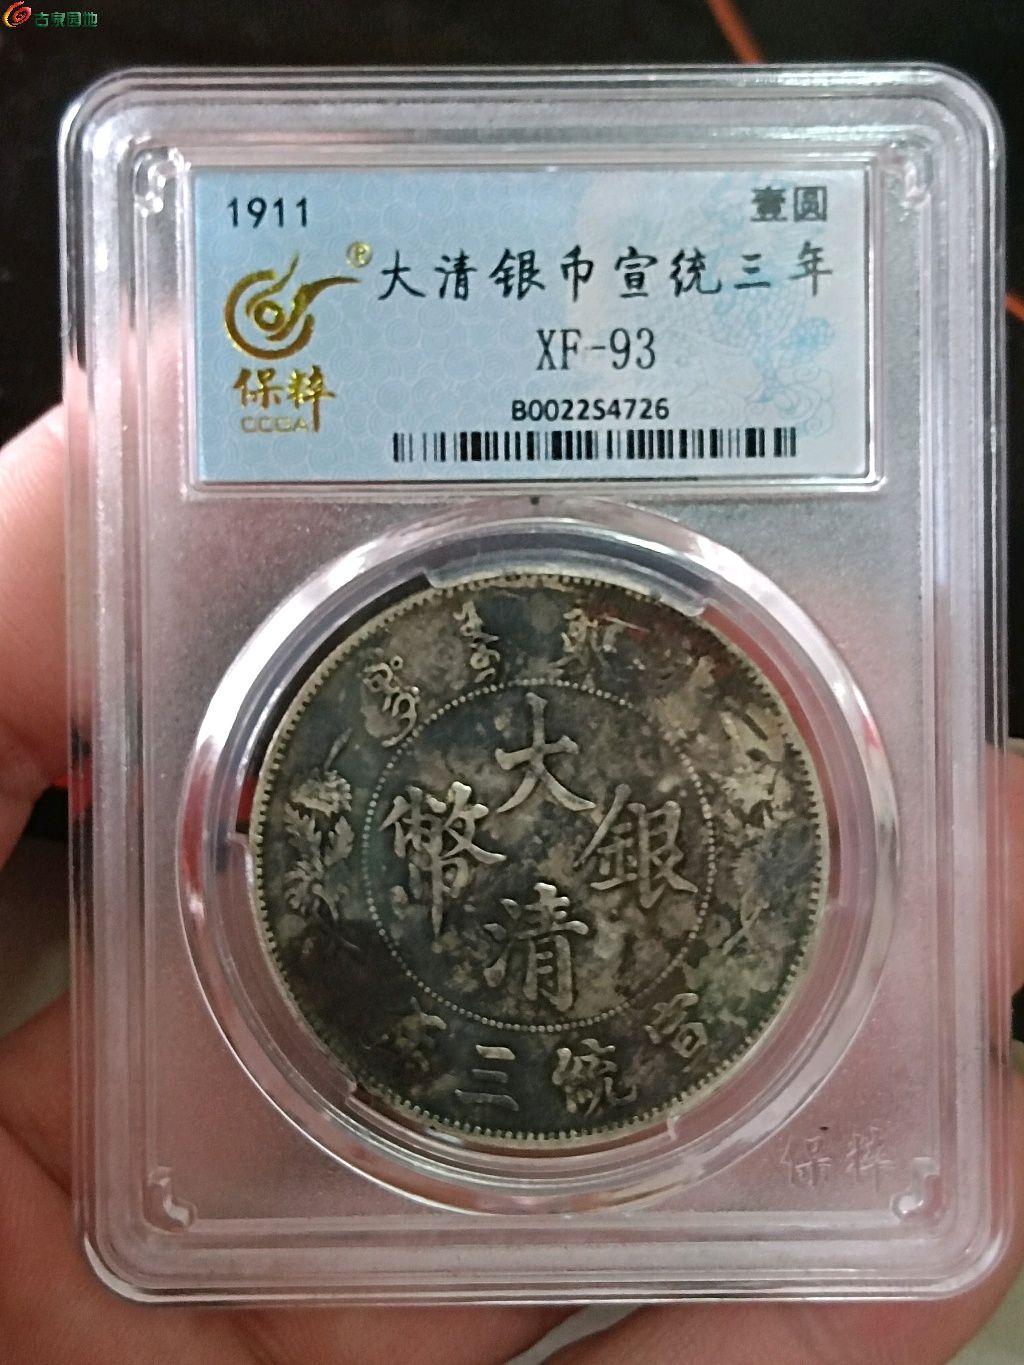 古泉园地
1911 壹圆
大清银币宣统三年
XF-93
保粹
CCGA
B0022S4726
大
幣 銀
清
年三統宣
保粹